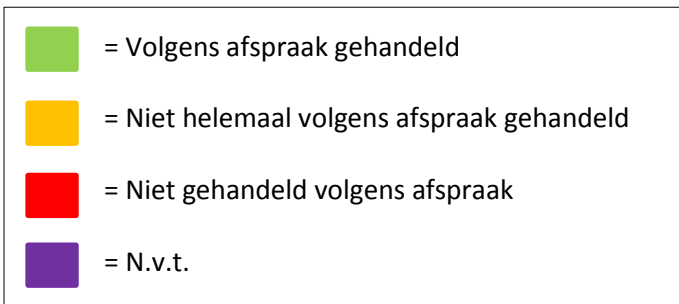 = Volgens afspraak gehandeld
= Niet helemaal volgens afspraak gehandeld
= Niet gehandeld volgens afspraak
= N.v.t.